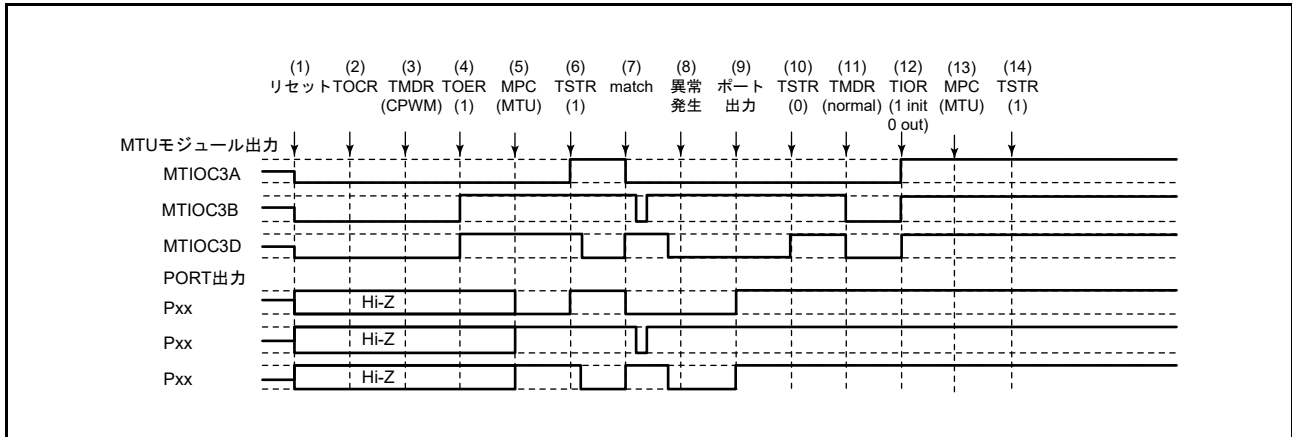 (1) (2) (3) (4) (5) (6) (7) (8) (9) (10) (11) (12) (13) (14)
リセット TOCR TMDR TOER MPC TSTR match 異常 ポート TSTR TMDR TIOR MPC TSTR
(CPWM) (1) (MTU) (1) 発生 出力 (0) (normal) (1 init (MTU) (1)
0 out)
MTUモジュール出力
MTIOC3A
MTIOC3B
MTIOC3D
PORT出力
Pxx Hi-Z
Pxx Hi-Z
Pxx Hi-Z